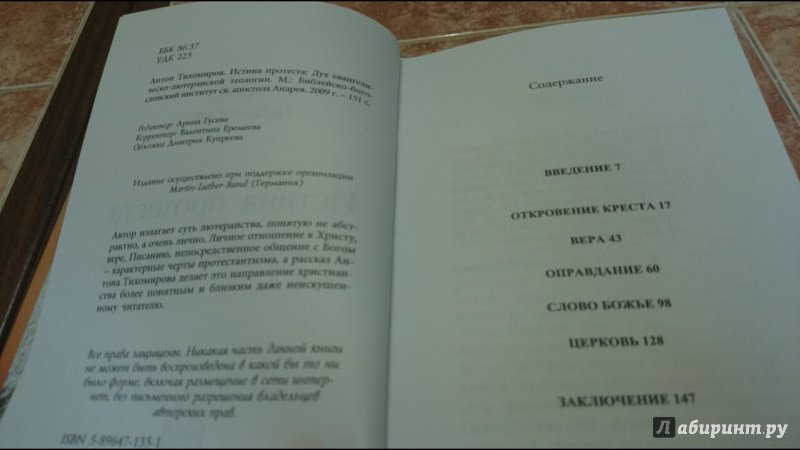 ББК 86.37
УДК 225
Антон Тихомиров. Истина протеста: Дух евангели-
ческо-лютеранской теологии. М.: Библейско-бого-
словский институт св. апостола Андрея. 2009 г. – 151 с.
Редактор: Арина Гусева
Корректор: Валентина Еремеева
Обложка Дмитрия Купреева
Издание осуществлено при поддержке организации
Martin-Luther-Bund (Германия)
Автор излагает суть лютеранства, понятую не абст-
рактно, а очень лично. Личное отношение к Христу,
вере, Писанию, непосредственное общение с Богом
– характерные черты протестантизма, а рассказ Ан-
тона Тихомирова делает это направление христиан-
ства более понятным и близким даже неискушен-
ному читателю.
Все права защищены. Никакая часть данной книги
не может быть воспроизведена в какой бы то ни
было форме, включая размещение в сети интер-
нет, без письменного разрешения владельцев
авторских прав.
ISBN 5-89647-135-1
Содержание
ВВЕДЕНИЕ 7
ОТКРОВЕНИЕ КРЕСТА 17
ВЕРА 43
ОПРАВДАНИЕ 60
СЛОВО БОЖЬЕ 98
ЦЕРКОВЬ 128
ЗАКЛЮЧЕНИЕ 147
Лабиринт.ру